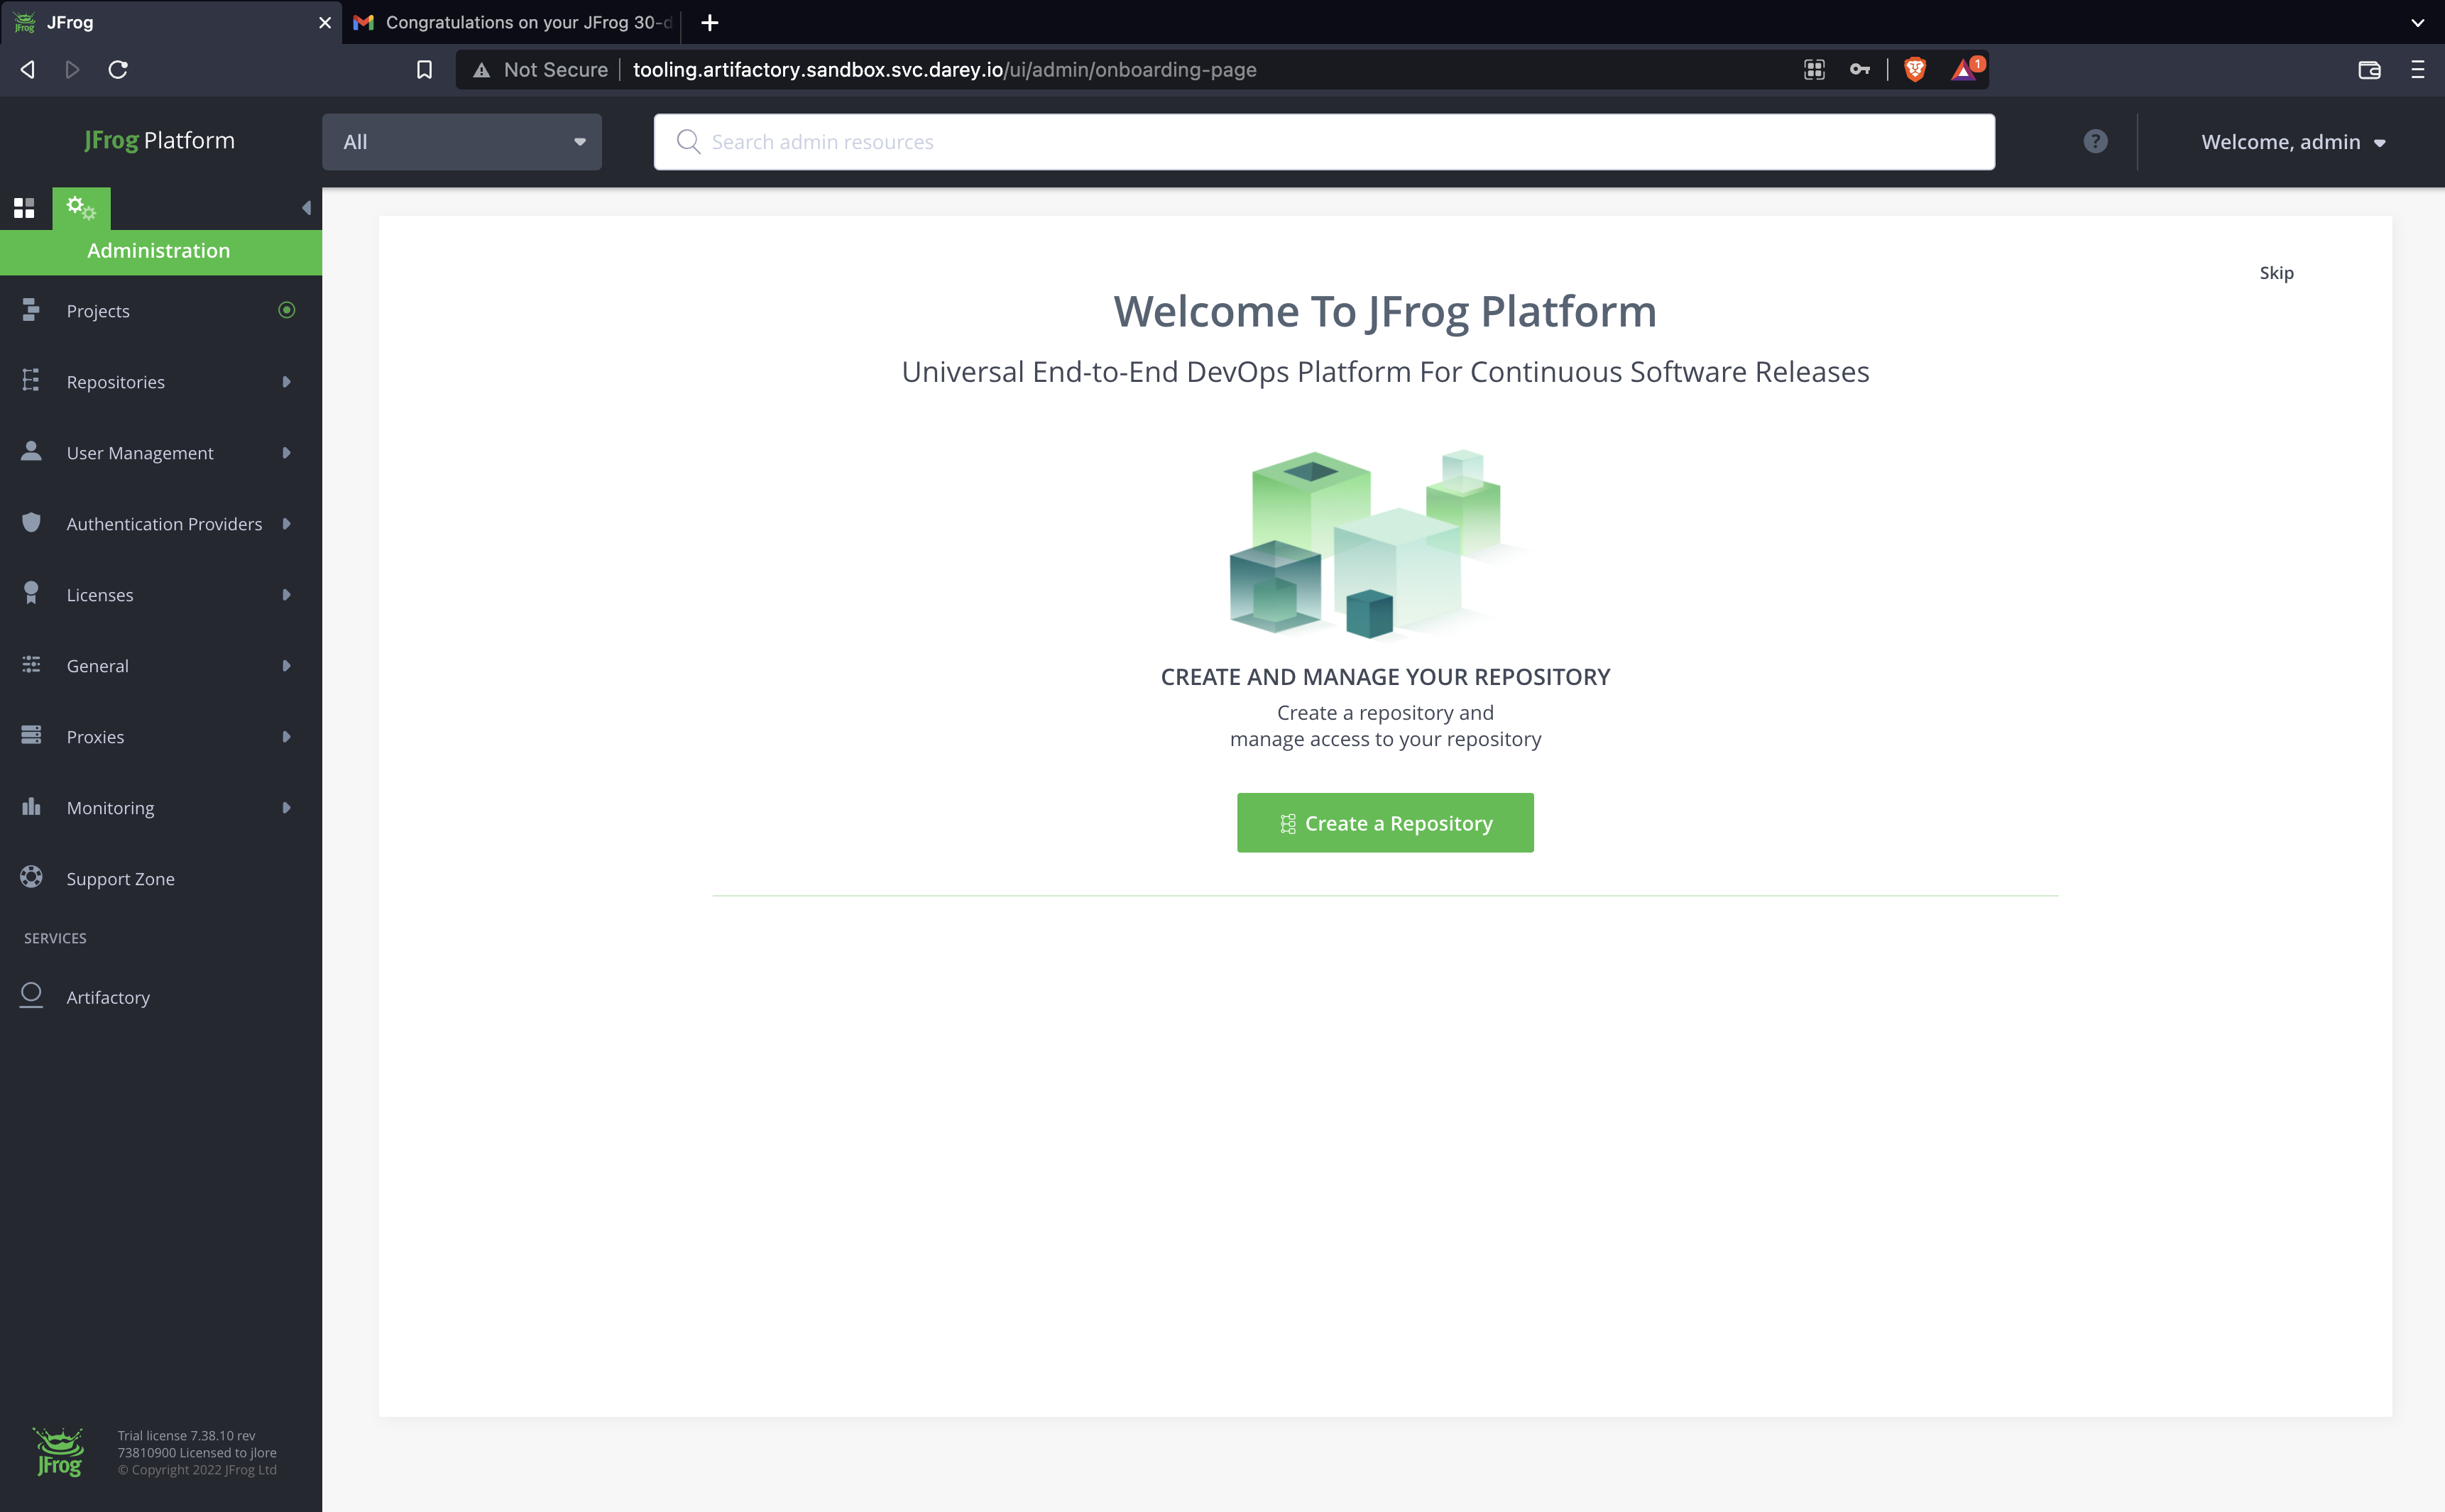 JFrog
Congratulations on your JFrog 30-d
Not Secure
tooling.artifactory.sandbox.svc.darey.io/ui/admin/onboarding-page
1
JFrog Platform
All
Search admin resources
?
Welcome, admin
Administration
Projects
Repositories
User Management
Authentication Providers
Licenses
General
Proxies
Monitoring
Support Zone
SERVICES
Artifactory
Skip
Welcome To JFrog Platform
Universal End-to-End DevOps Platform For Continuous Software Releases
CREATE AND MANAGE YOUR REPOSITORY
Create a repository and
manage access to your repository
Create a Repository
JFrog
Trial license 7.38.10 rev
73810900 Licensed to jlore
© Copyright 2022 JFrog Ltd